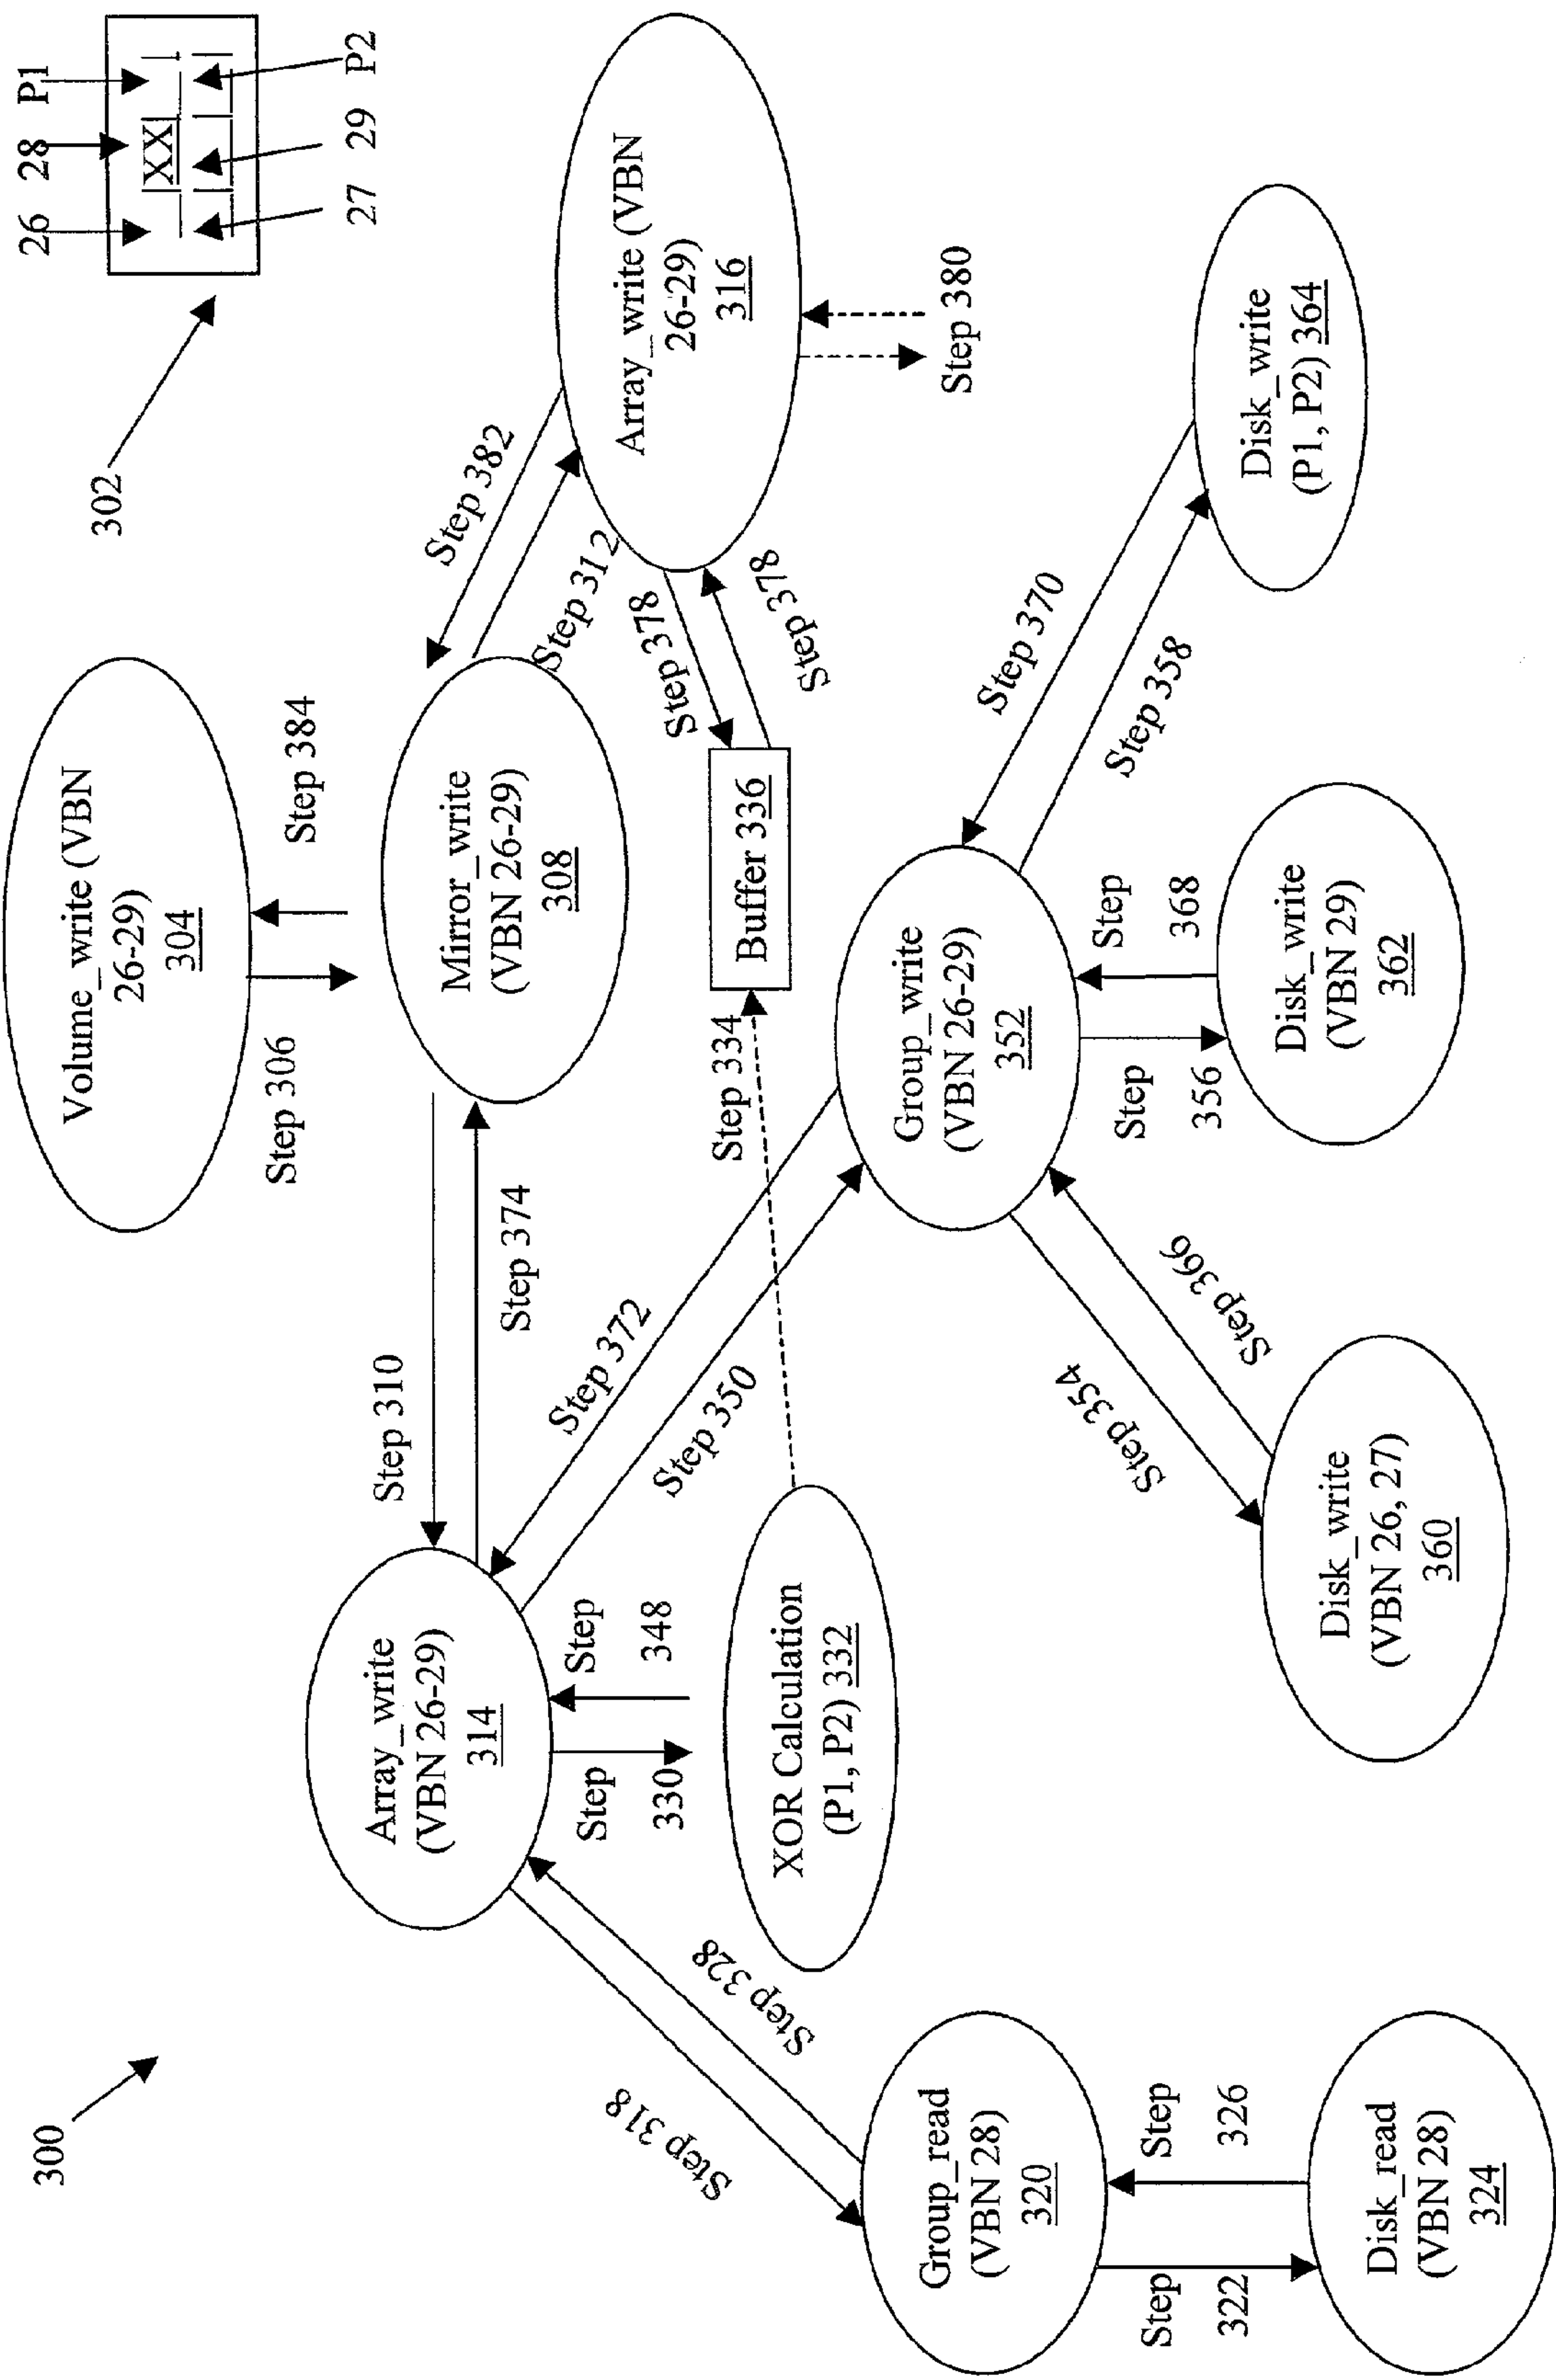 300
302
26 28 P1
XX
27 29 P2
Volume_write (VBN
26-29)
304
Step 306
Step 384
Mirror_write
(VBN 26-29)
308
Step 310
Step 374
Step 382
Step 312
Array_write
(VBN 26-29)
314
Array_write (VBN
26-29)
316
Step 378
Step 378
Step 380
Buffer 336
Step 334
Step 318
Step 328
Step
330
Step
348
XOR Calculation
(P1, P2) 332
Step 372
Step 350
Group_read
(VBN 28)
320
Step
322
Step
326
Disk_read
(VBN 28)
324
Group_write
(VBN 26-29)
352
Step 354
Step 366
Step
356
Step
368
Step 370
Step 358
Disk_write
(VBN 26, 27)
360
Disk_write
(VBN 29)
362
Disk_write
(P1, P2) 364